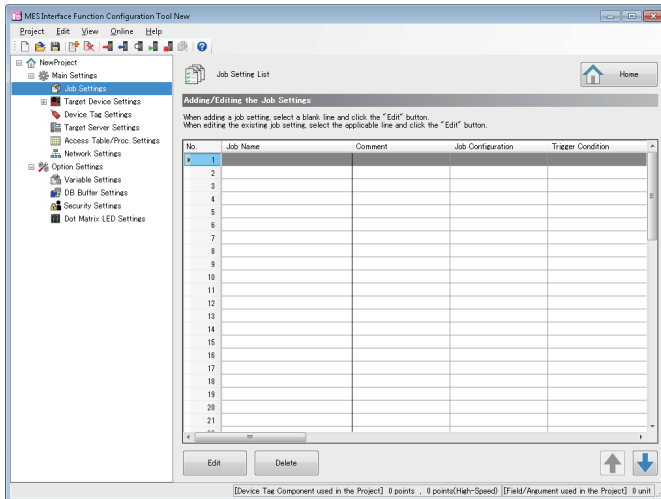 MES Interface Function Configuration Tool New
Project Edit View Online Help
NewProject
Main Settings
Job Settings
Target Device Settings
Device Tag Settings
Target Server Settings
Access Table/Proc. Settings
Network Settings
Option Settings
Variable Settings
DB Buffer Settings
Security Settings
Dot Matrix LED Settings
Job Setting List
Home
Adding/Editing the Job Settings
When adding a job setting, select a blank line and click the "Edit" button.
When editing the existing job setting, select the applicable line and click the "Edit" button.
No. Job Name Comment Job Configuration Trigger Condition
1
2
3
4
5
6
7
8
9
10
11
12
13
14
15
16
17
18
19
20
21
Edit Delete
[Device Tag Component used in the Project] 0 points , 0 points(High-Speed) [Field/Argument used in the Project] 0 unit